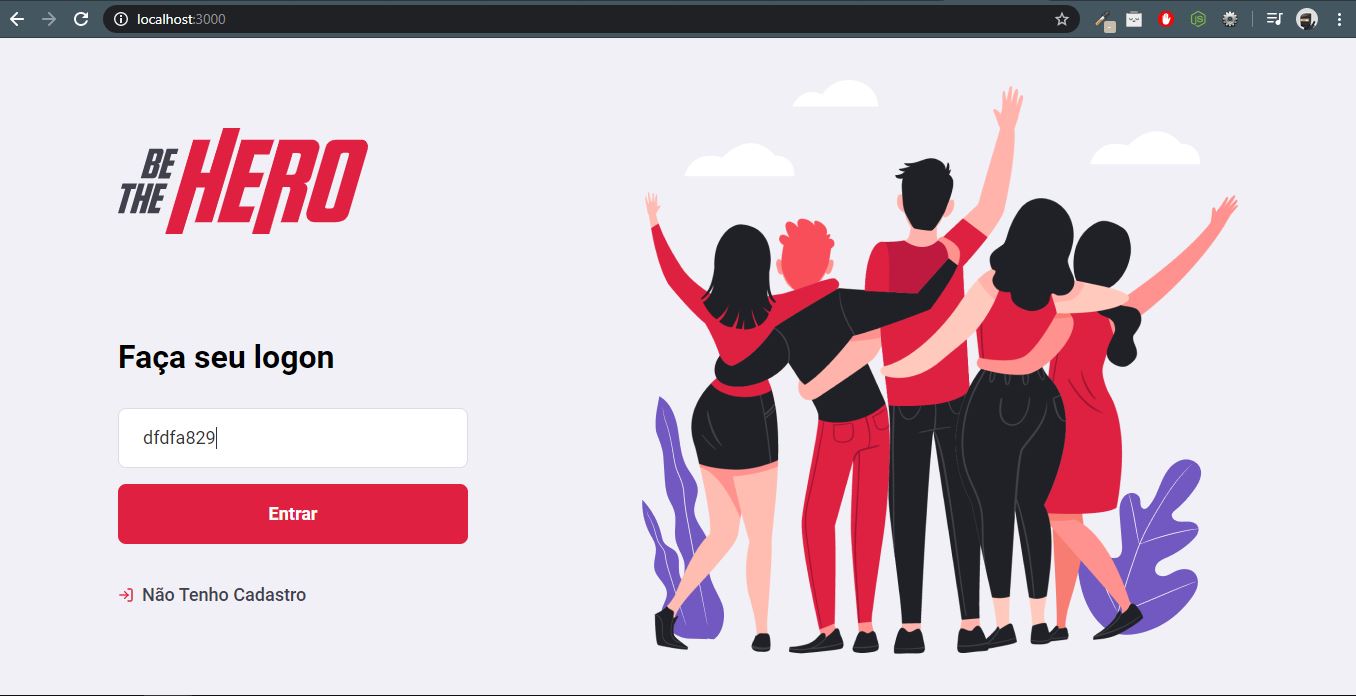 localhost:3000
BE
THE HERO
Faça seu logon
dfdfa829
Entrar
Não Tenho Cadastro